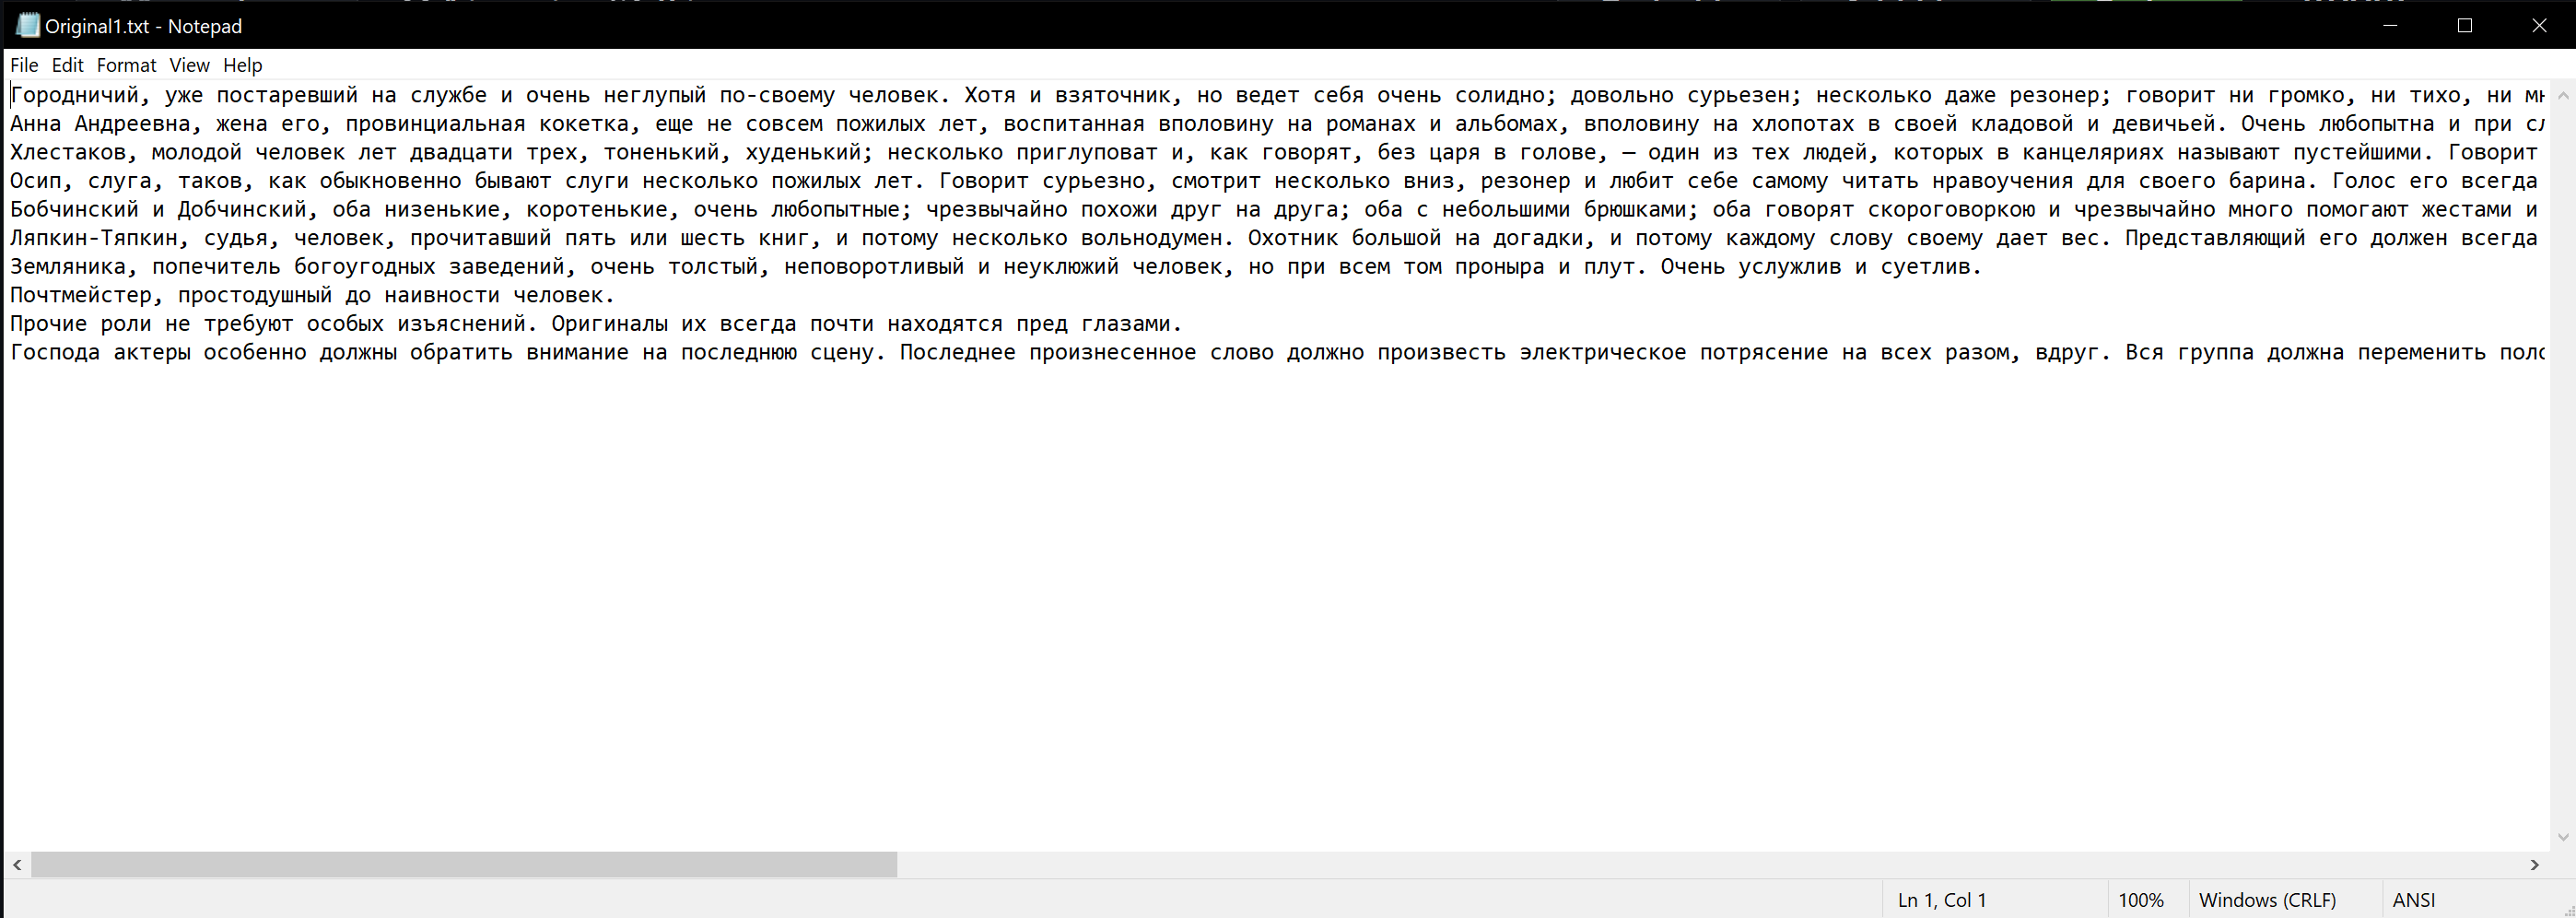 Original1.txt - Notepad
File Edit Format View Help
Городничий, уже постаревший на службе и очень неглупый по-своему человек. Хотя и взяточник, но ведет себя очень солидно; довольно сурьезен; несколько даже резонер; говорит ни громко, ни тихо, ни
Анна Андреевна, жена его, провинциальная кокетка, еще не совсем пожилых лет, воспитанная вполовину на романах и альбомах, вполовину на хлопотах в своей кладовой и девичьей. Очень любопытна и при
Хлестаков, молодой человек лет двадцати трех, тоненький, худенький; несколько приглуповат и, как говорят, без царя в голове, — один из тех людей, которых в канцеляриях называют пустейшими. Говорит
Осип, слуга, таков, как обыкновенно бывают слуги несколько пожилых лет. Говорит сурьезно, смотрит несколько вниз, резонер и любит себе самому читать нравоучения для своего барина. Голос его всегда
Бобчинский и Добчинский, оба низенькие, коротенькие, очень любопытные; чрезвычайно похожи друг на друга; оба с небольшими брюшками; оба говорят скороговоркою и чрезвычайно много помогают жестами и
Ляпкин-Тяпкин, судья, человек, прочитавший пять или шесть книг, и потому несколько вольнодумен. Охотник большой на догадки, и потому каждому слову своему дает вес. Представляющий его должен всегда
Земляника, попечитель богоугодных заведений, очень толстый, неповоротливый и неуклюжий человек, но при всем том проныра и плут. Очень услужлив и суетлив.
Почтмейстер, простодушный до наивности человек.
Прочие роли не требуют особых изъяснений. Оригиналы их всегда почти находятся пред глазами.
Господа актеры особенно должны обратить внимание на последнюю сцену. Последнее произнесенное слово должно произвесть электрическое потрясение на всех разом, вдруг. Вся группа должна переменить
Ln 1, Col 1 100% Windows (CRLF) ANSI